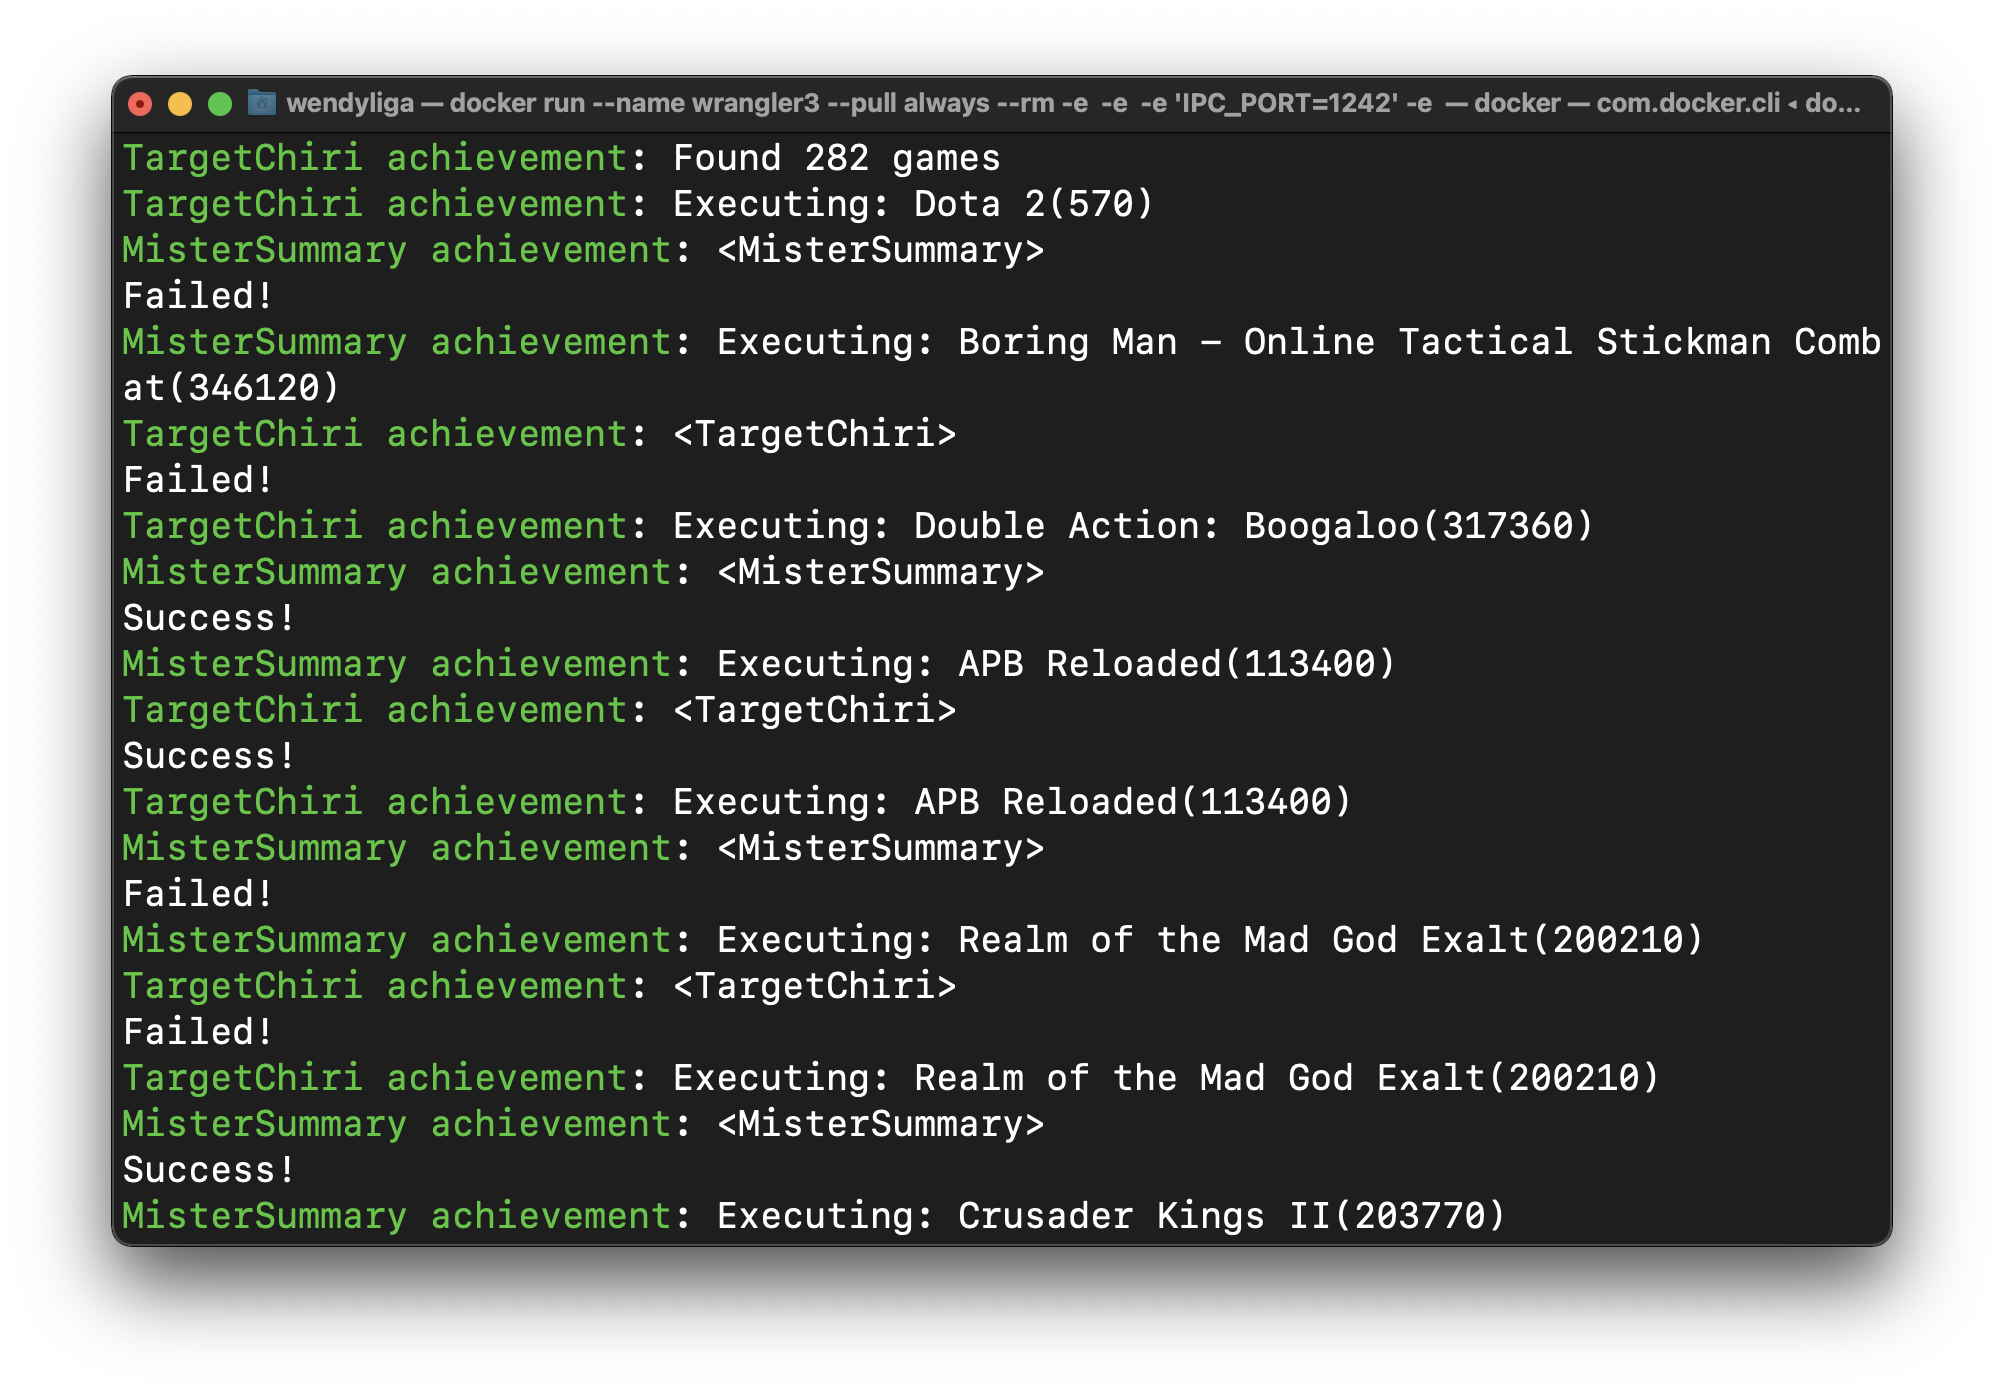 wendyliga — docker run --name wrangler3 --pull always --rm -e  -e  -e 'IPC_PORT=1242' -e  — docker — com.docker.cli ◂ do...
TargetChiri achievement: Found 282 games
TargetChiri achievement: Executing: Dota 2(570)
MisterSummary achievement: <MisterSummary>
Failed!
MisterSummary achievement: Executing: Boring Man – Online Tactical Stickman Comb
at(346120)
TargetChiri achievement: <TargetChiri>
Failed!
TargetChiri achievement: Executing: Double Action: Boogaloo(317360)
MisterSummary achievement: <MisterSummary>
Success!
MisterSummary achievement: Executing: APB Reloaded(113400)
TargetChiri achievement: <TargetChiri>
Success!
TargetChiri achievement: Executing: APB Reloaded(113400)
MisterSummary achievement: <MisterSummary>
Failed!
MisterSummary achievement: Executing: Realm of the Mad God Exalt(200210)
TargetChiri achievement: <TargetChiri>
Failed!
TargetChiri achievement: Executing: Realm of the Mad God Exalt(200210)
MisterSummary achievement: <MisterSummary>
Success!
MisterSummary achievement: Executing: Crusader Kings II(203770)